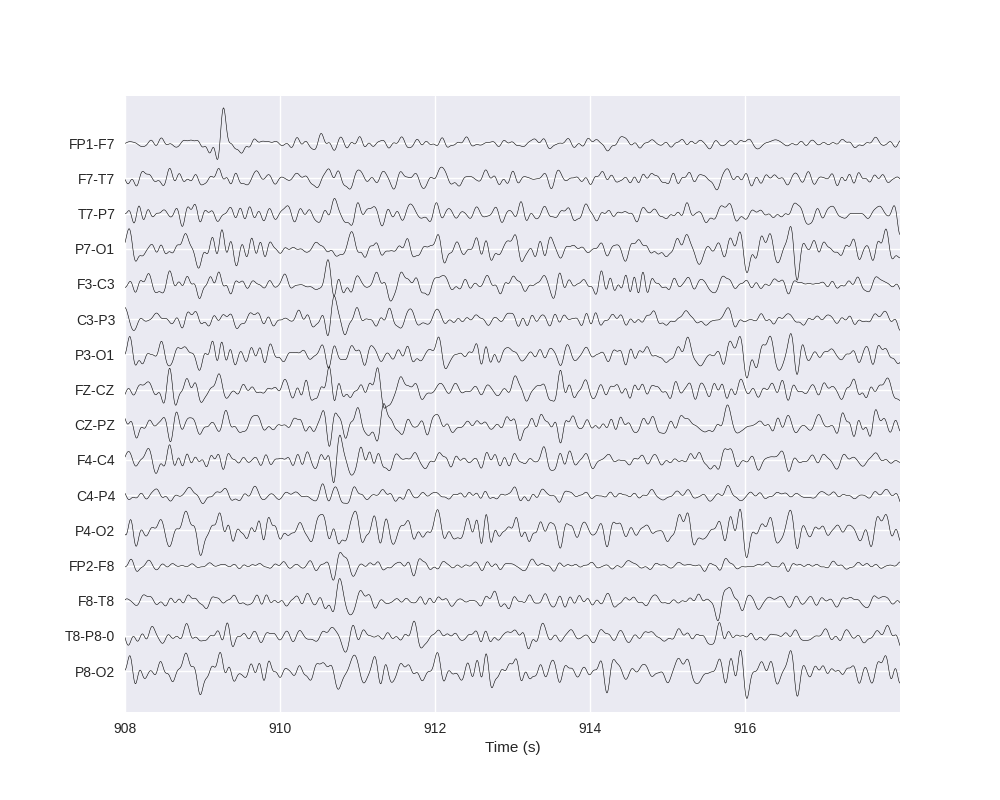 FP1-F7
F7-T7
T7-P7
P7-O1
F3-C3
C3-P3
P3-O1
FZ-CZ
CZ-PZ
F4-C4
C4-P4
P4-O2
FP2-F8
F8-T8
T8-P8-0
P8-O2
908 910 912 914 916
Time (s)